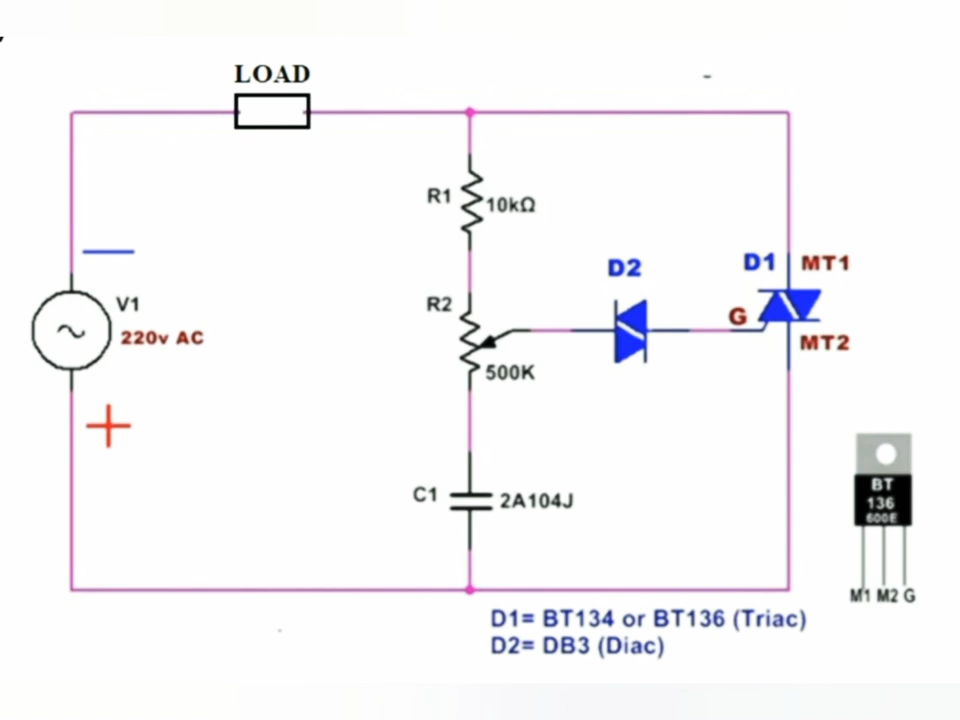 LOAD
R1
10kΩ
R2
500K
D2
D1
MT1
G
MT2
V1
220v AC
C1
2A104J
BT
136
600E
M1 M2 G
D1= BT134 or BT136 (Triac)
D2= DB3 (Diac)